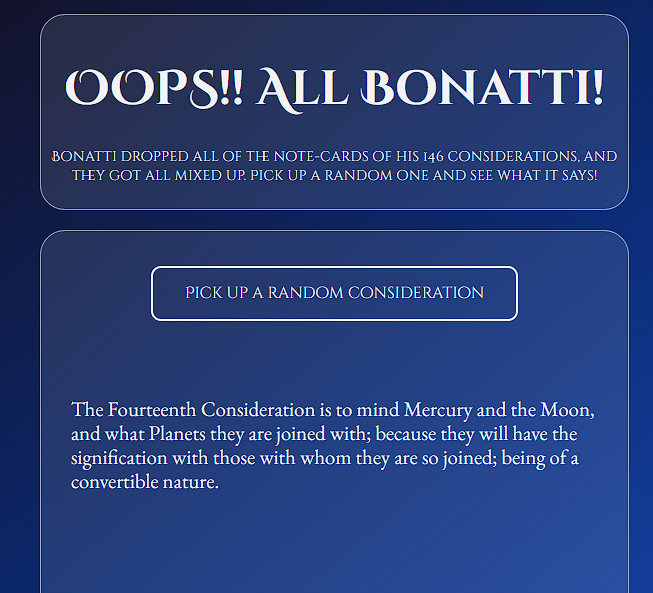 OOPS!! ALL BONATTI!
BONATTI DROPPED ALL OF THE NOTE-CARDS OF HIS 146 CONSIDERATIONS, AND
THEY GOT ALL MIXED UP. PICK UP A RANDOM ONE AND SEE WHAT IT SAYS!
PICK UP A RANDOM CONSIDERATION
The Fourteenth Consideration is to mind Mercury and the Moon,
and what Planets they are joined with; because they will have the
signification with those with whom they are so joined; being of a
convertible nature.